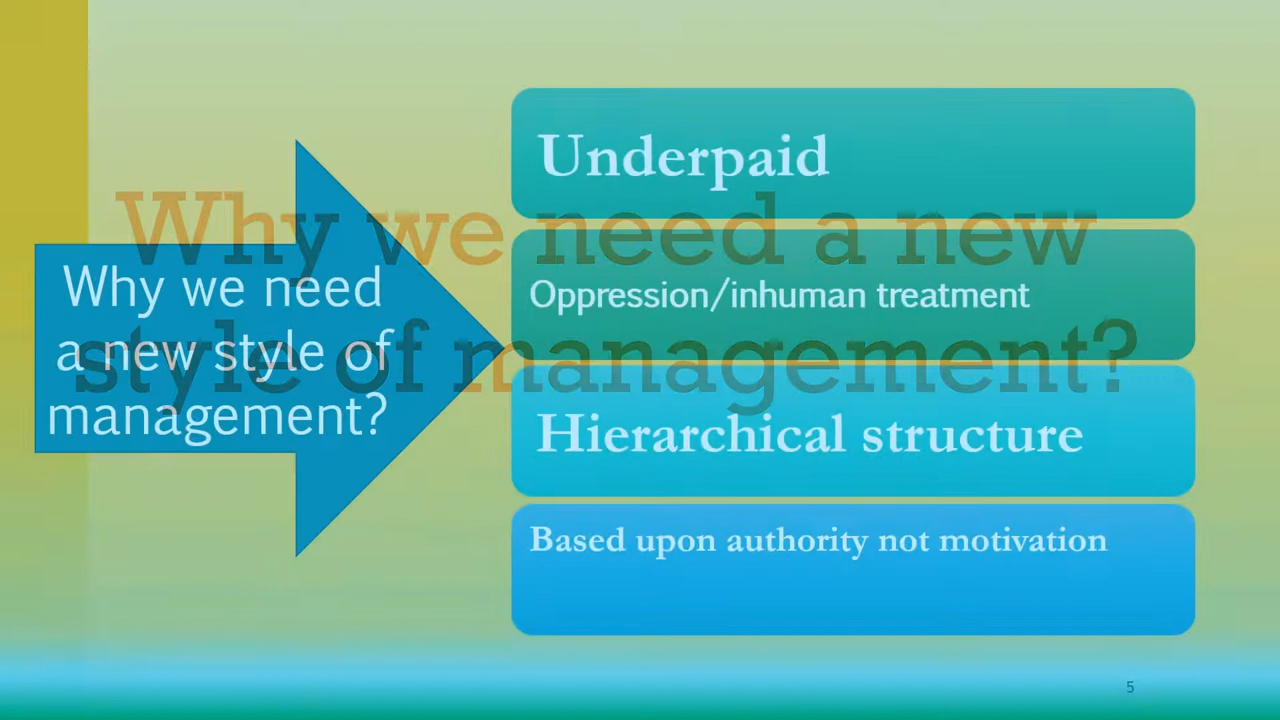 Why we need a new
style of management?
Why we need
a new style of
management?
Underpaid
Oppression/inhuman treatment
Hierarchical structure
Based upon authority not motivation
5